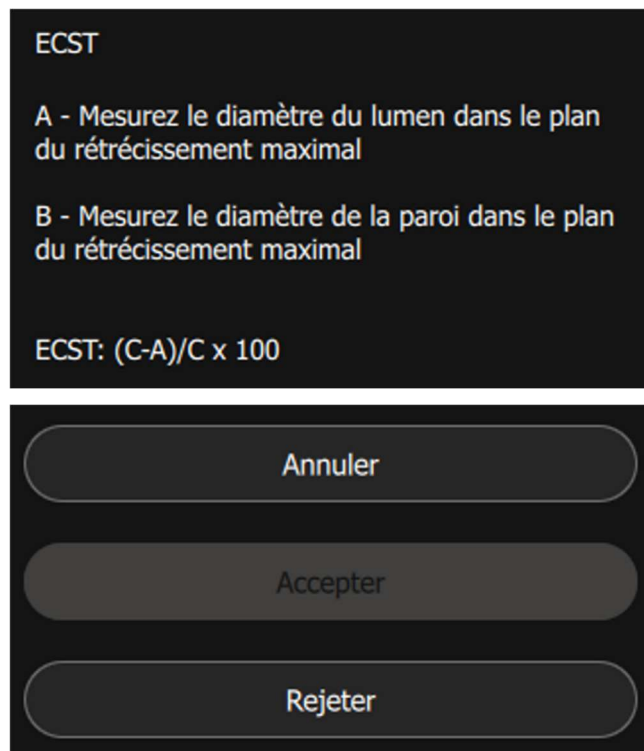 ECST
A - Mesurez le diamètre du lumen dans le plan
du rétrécissement maximal
B - Mesurez le diamètre de la paroi dans le plan
du rétrécissement maximal
ECST: (C-A)/C x 100
Annuler
Accepter
Rejeter